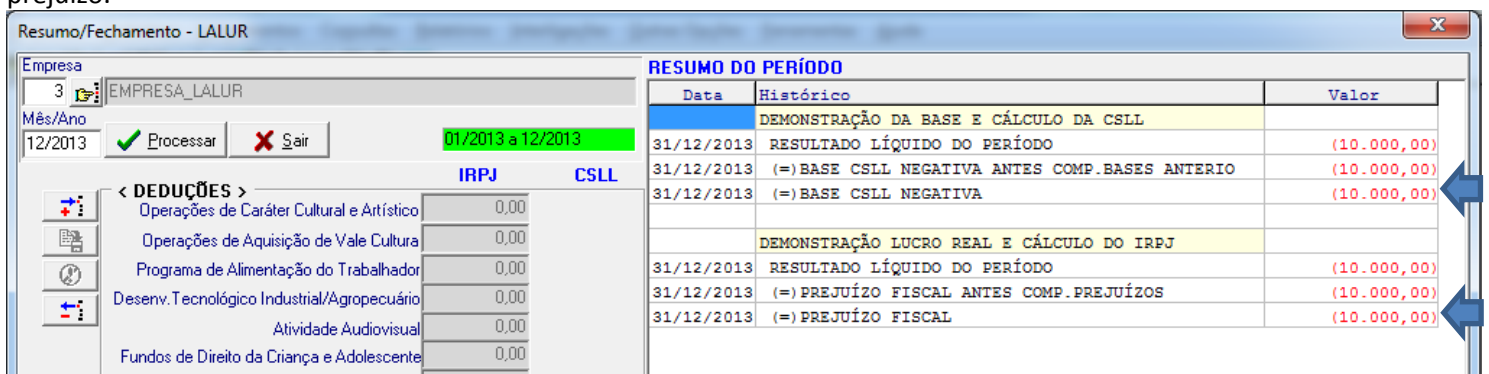 prejuízo.
Resumo/Fechamento - LALUR
Empresa
3 EMPRESA_LALUR
Mês/Ano
12/2013 Processar Sair 01/2013 a 12/2013
IRPJ CSLL
< DEDUÇÕES >
Operações de Caráter Cultural e Artístico 0,00
Operações de Aquisição de Vale Cultura 0,00
Programa de Alimentação do Trabalhador 0,00
Desenv.Tecnológico Industrial/Agropecuário 0,00
Atividade Audiovisual 0,00
Fundos de Direito da Criança e Adolescente 0,00
RESUMO DO PERÍODO
Data Histórico Valor
DEMONSTRAÇÃO DA BASE E CÁLCULO DA CSLL
31/12/2013 RESULTADO LÍQUIDO DO PERÍODO (10.000,00)
31/12/2013 (=)BASE CSLL NEGATIVA ANTES COMP.BASES ANTERIO (10.000,00)
31/12/2013 (=)BASE CSLL NEGATIVA (10.000,00)
DEMONSTRAÇÃO LUCRO REAL E CÁLCULO DO IRPJ
31/12/2013 RESULTADO LÍQUIDO DO PERÍODO (10.000,00)
31/12/2013 (=)PREJUÍZO FISCAL ANTES COMP.PREJUÍZOS (10.000,00)
31/12/2013 (=)PREJUÍZO FISCAL (10.000,00)